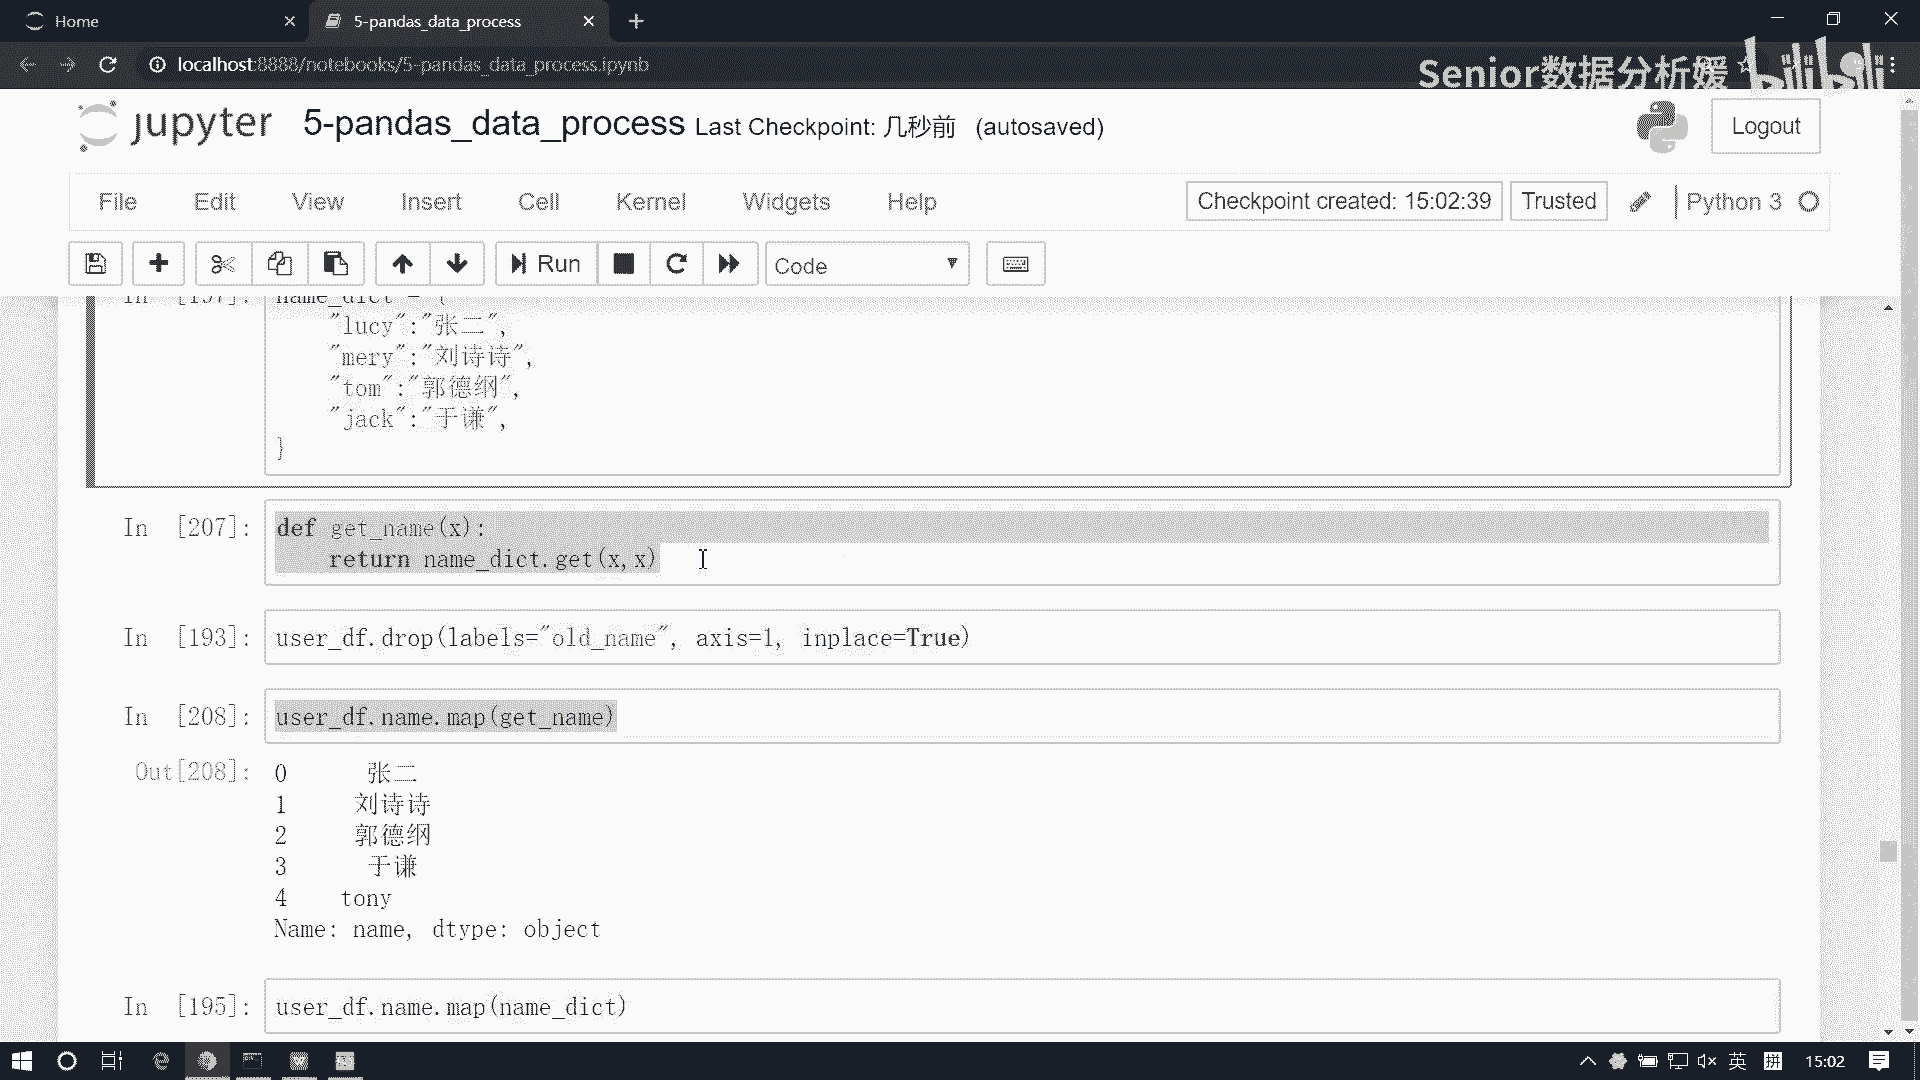 Home
5-pandas_data_process
localhost:8888/notebooks/5-pandas_data_process.ipynb
Senior数据分析媛
bilibili
jupyter 5-pandas_data_process Last Checkpoint: 几秒前 (autosaved)
Logout
File Edit View Insert Cell Kernel Widgets Help
Checkpoint created: 15:02:39 Trusted Python 3
Run Code
In [197]: name_dict = {
"lucy":"张二",
"mery":"刘诗诗",
"tom":"郭德纲",
"jack":"于谦",
}
In [207]: def get_name(x):
return name_dict.get(x,x)
In [193]: user_df.drop(labels="old_name", axis=1, inplace=True)
In [208]: user_df.name.map(get_name)
Out[208]: 0 张二
1 刘诗诗
2 郭德纲
3 于谦
4 tony
Name: name, dtype: object
In [195]: user_df.name.map(name_dict)
英 拼 15:02